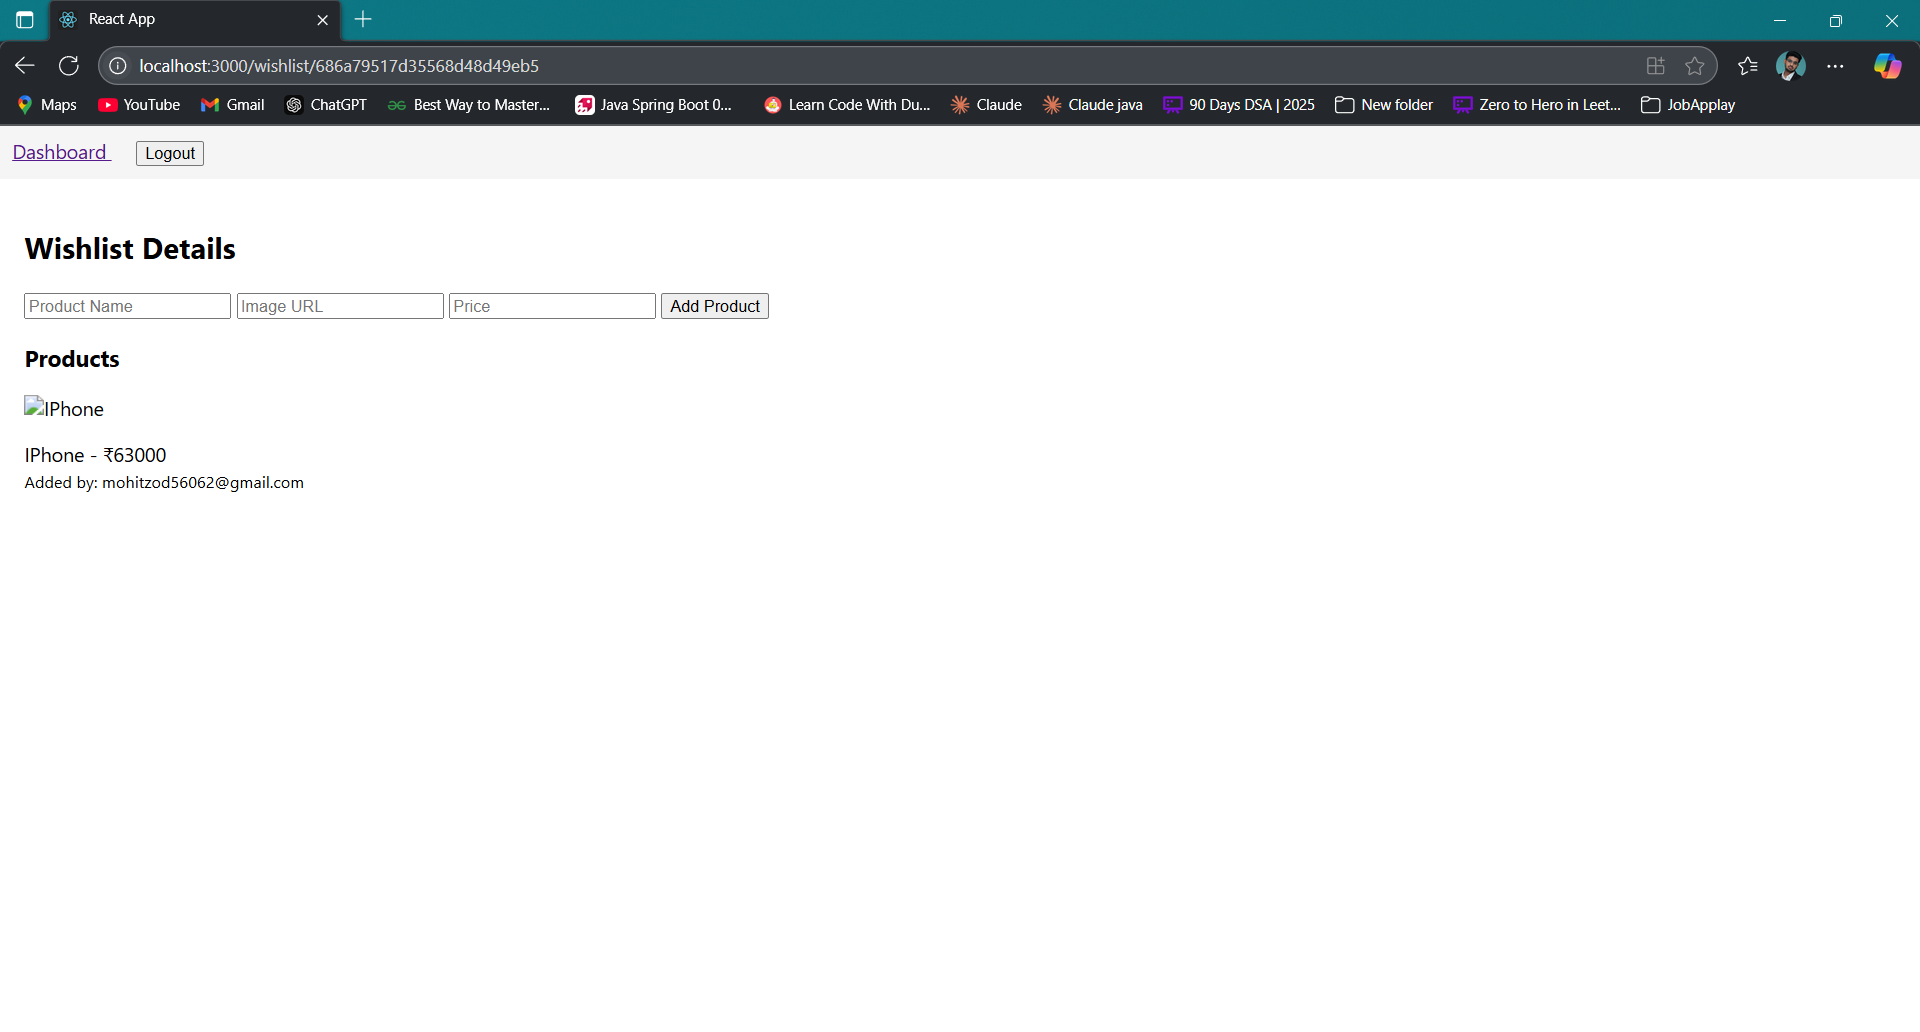 React App
localhost:3000/wishlist/686a79517d35568d48d49eb5
Maps YouTube Gmail ChatGPT Best Way to Master... Java Spring Boot 0... Learn Code With Du... Claude Claude java 90 Days DSA | 2025 New folder Zero to Hero in Leet... JobApplay
Dashboard Logout
Wishlist Details
Product Name Image URL Price Add Product
Products
IPhone
IPhone - ₹63000
Added by: mohitzod56062@gmail.com